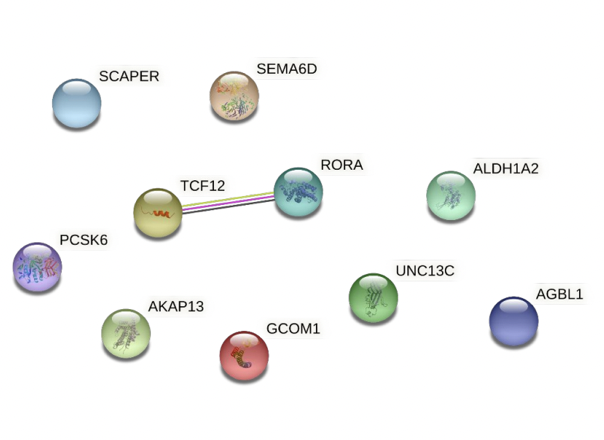 SEMA6D
SCAPER
RORA
ALDH1A2
TCF12
PCSK6
UNC13C
AGBL1
AKAP13
GCOM1